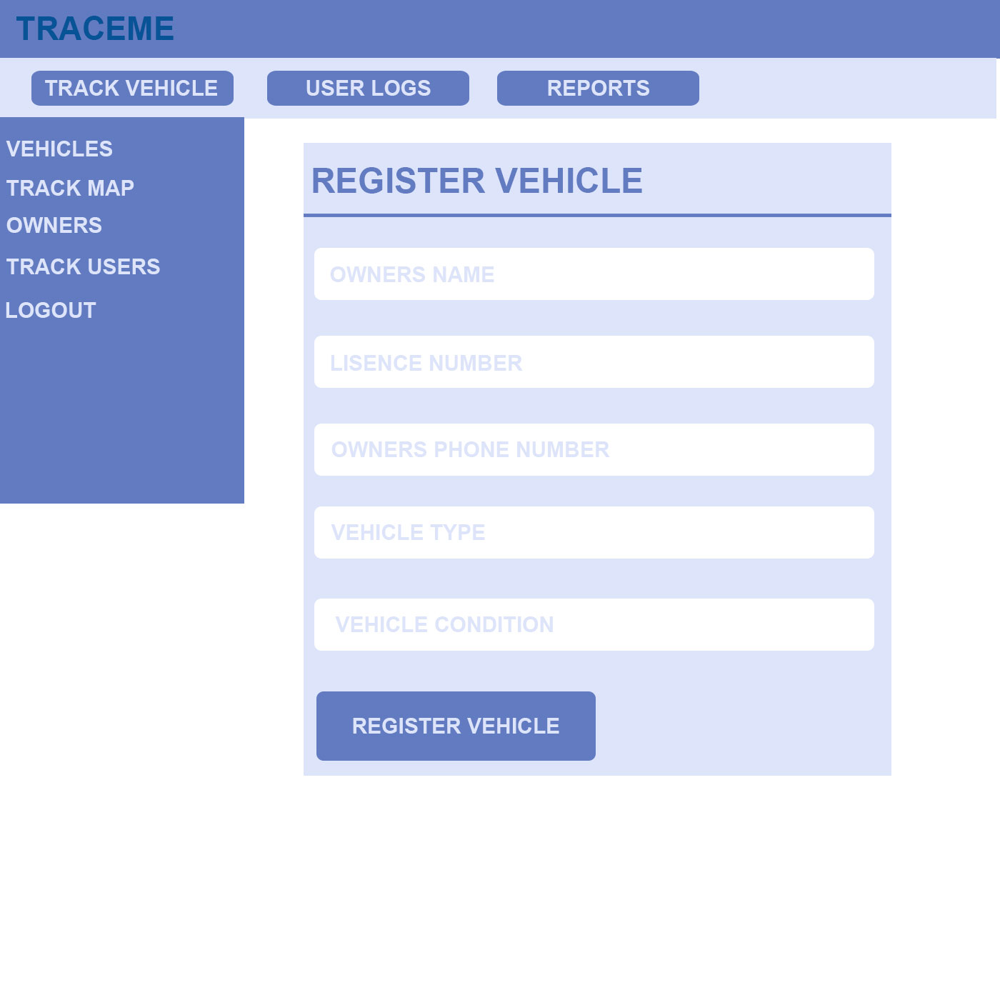 TRACEME
TRACK VEHICLE
USER LOGS
REPORTS
VEHICLES
TRACK MAP
OWNERS
TRACK USERS
LOGOUT
REGISTER VEHICLE
OWNERS NAME
LISENCE NUMBER
OWNERS PHONE NUMBER
VEHICLE TYPE
VEHICLE CONDITION
REGISTER VEHICLE